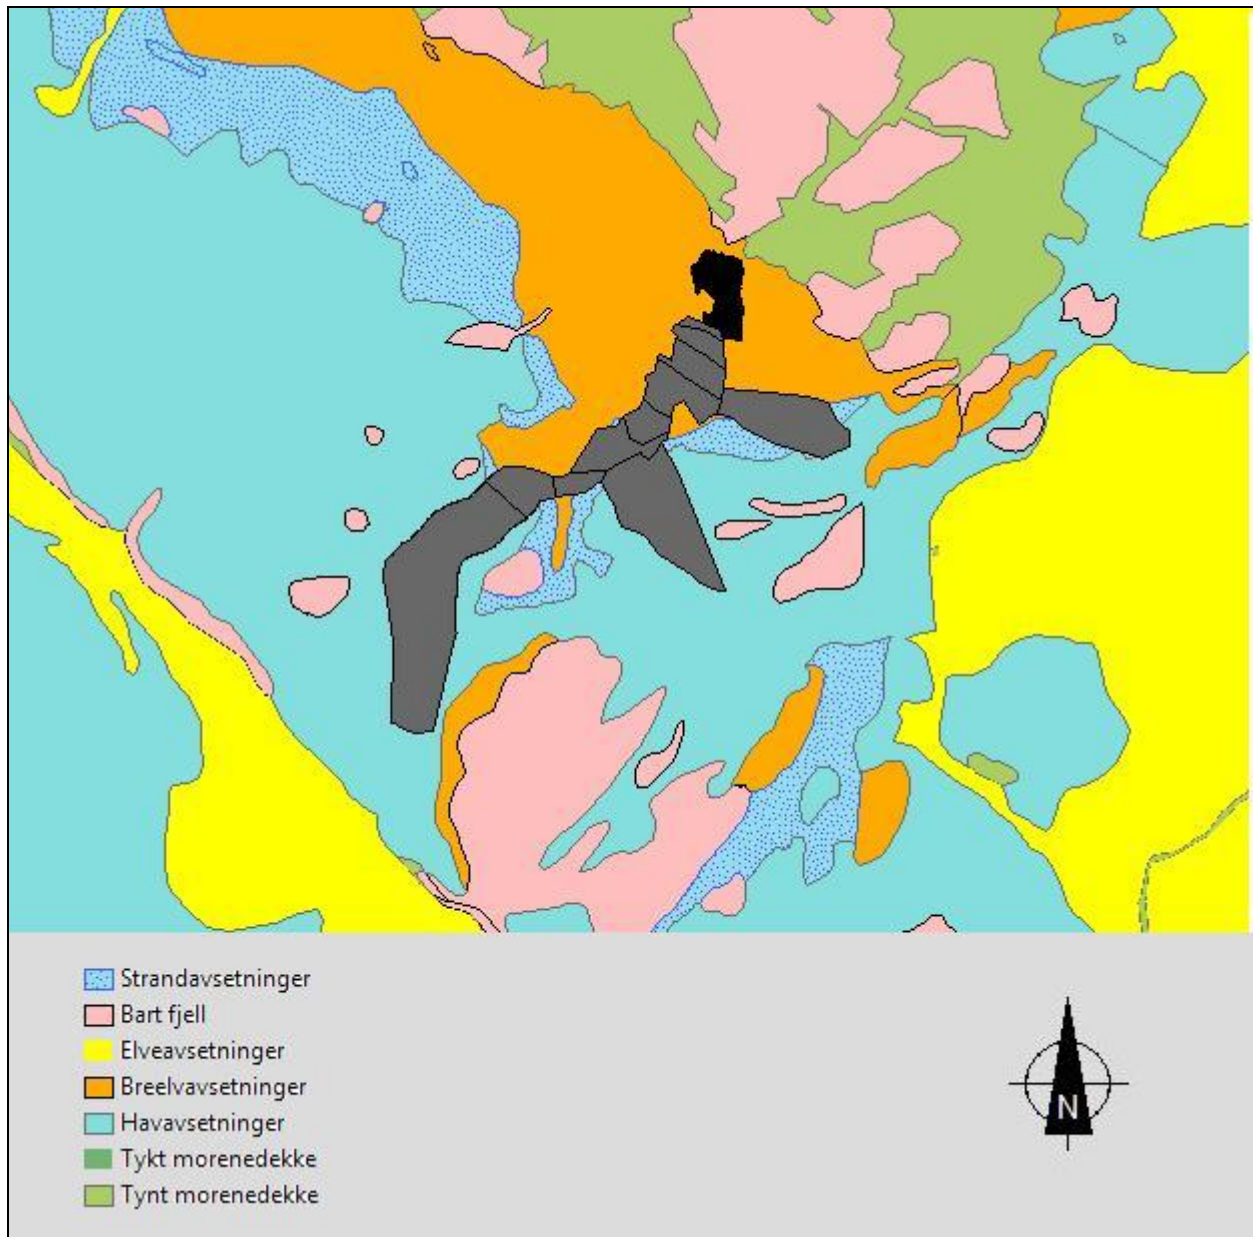 Strandavsetninger
Bart fjell
Elveavsetninger
Breelvavsetninger
Havavsetninger
Tykt morenedekke
Tynt morenedekke
N